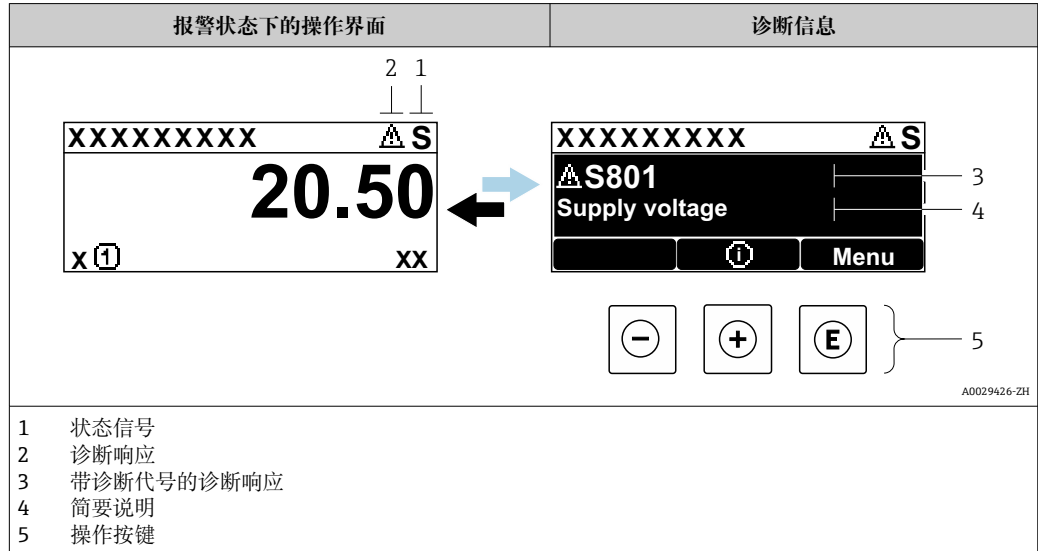 报警状态下的操作界面
诊断信息
2 1
XXXXXXXXX ⚠ S
20.50
x ① XX
XXXXXXXXX ⚠ S
⚠S801
Supply voltage
ⓘ Menu
3
4
− + E
5
A0029426-ZH
1 状态信号
2 诊断响应
3 带诊断代号的诊断响应
4 简要说明
5 操作按键